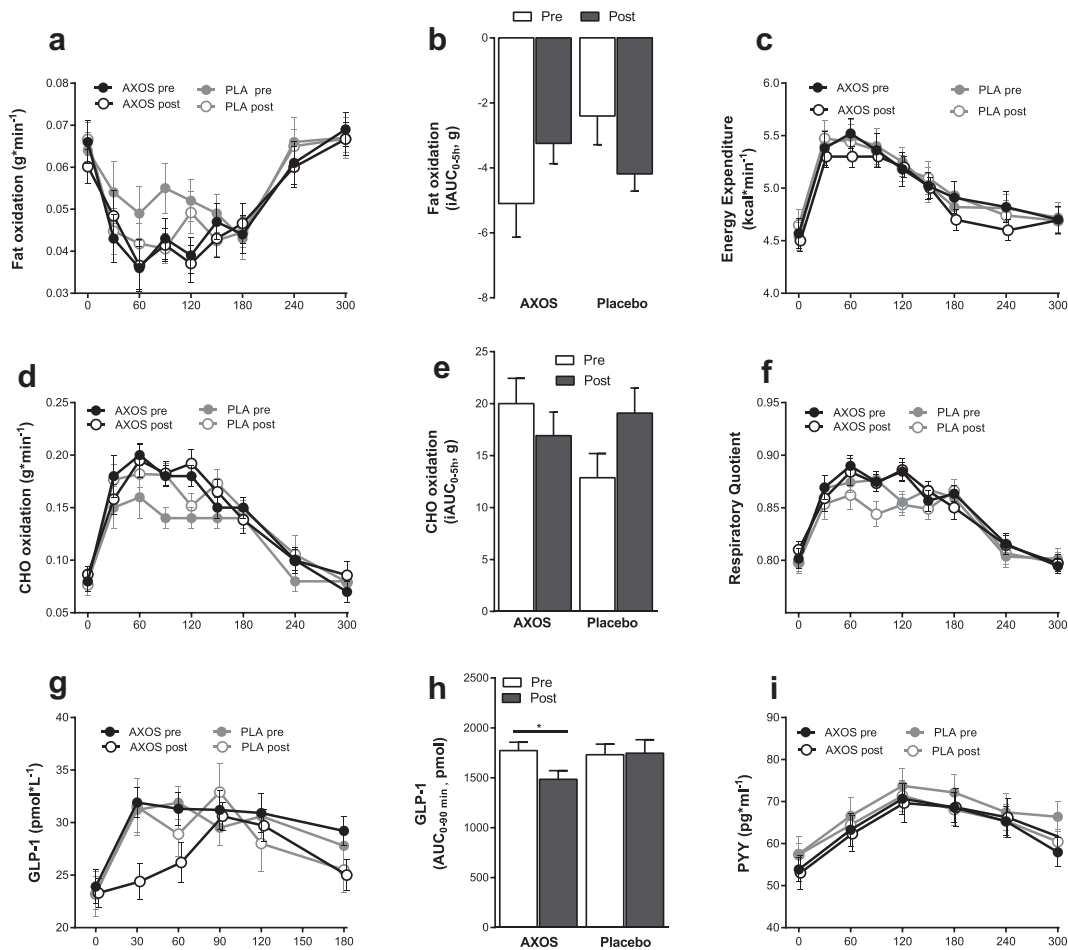 a
Fat oxidation (g*min-1)
AXOS pre
AXOS post
PLA pre
PLA post
0.08
0.07
0.06
0.05
0.04
0.03
0 60 120 180 240 300
b
Pre Post
Fat oxidation
(iAUC0-5h, g)
0
-2
-4
-6
-8
AXOS Placebo
c
Energy Expenditure
(kcal*min-1)
AXOS pre
AXOS post
PLA pre
PLA post
6.0
5.5
5.0
4.5
4.0
0 60 120 180 240 300
d
CHO oxidation (g*min-1)
AXOS pre
AXOS post
PLA pre
PLA post
0.25
0.20
0.15
0.10
0.05
0 60 120 180 240 300
e
CHO oxidation
(iAUC0-5h, g)
Pre
Post
25
20
15
10
5
0
AXOS Placebo
f
Respiratory Quotient
AXOS pre
AXOS post
PLA pre
PLA post
0.95
0.90
0.85
0.80
0 60 120 180 240 300
g
GLP-1 (pmol*L-1)
AXOS pre
AXOS post
PLA pre
PLA post
40
35
30
25
20
0 30 60 90 120 150 180
h
GLP-1
(AUC0-90 min , pmol)
Pre
Post
*
2500
2000
1500
1000
500
0
AXOS Placebo
i
PYY (pg*ml-1)
AXOS pre
AXOS post
PLA pre
PLA post
90
80
70
60
50
40
0 60 120 180 240 300